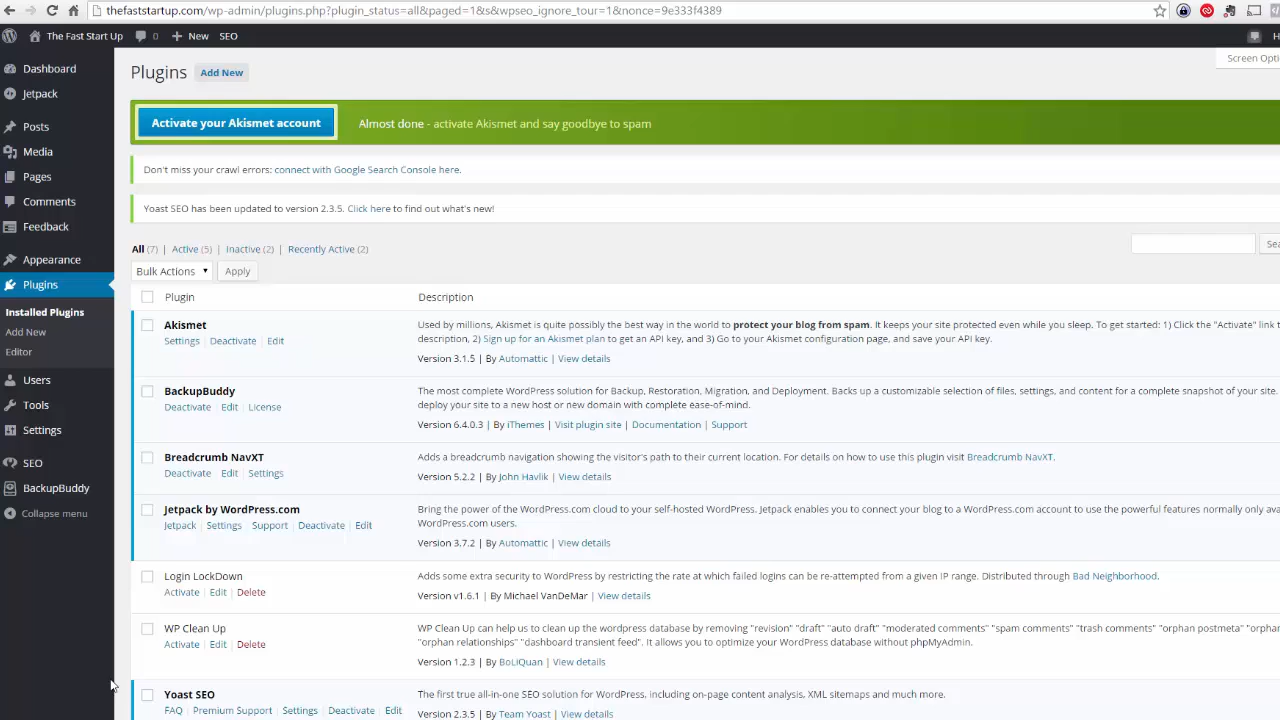 thefaststartup.com/wp-admin/plugins.php?plugin_status=all&paged=1&s&wpseo_ignore_tour=1&nonce=9e333f4389
The Fast Start Up 0 New SEO
Dashboard
Jetpack
Posts
Media
Pages
Comments
Feedback
Appearance
Plugins
Installed Plugins
Add New
Editor
Users
Tools
Settings
SEO
BackupBuddy
Collapse menu
Screen Opti
Plugins Add New
Activate your Akismet account Almost done - activate Akismet and say goodbye to spam
Don't miss your crawl errors: connect with Google Search Console here.
Yoast SEO has been updated to version 2.3.5. Click here to find out what's new!
All (7) | Active (5) | Inactive (2) | Recently Active (2)
Bulk Actions Apply Sea
Plugin Description
Akismet
Settings | Deactivate | Edit
Used by millions, Akismet is quite possibly the best way in the world to protect your blog from spam. It keeps your site protected even while you sleep. To get started: 1) Click the "Activate" link t
description, 2) Sign up for an Akismet plan to get an API key, and 3) Go to your Akismet configuration page, and save your API key.
Version 3.1.5 | By Automattic | View details
BackupBuddy
Deactivate | Edit | License
The most complete WordPress solution for Backup, Restoration, Migration, and Deployment. Backs up a customizable selection of files, settings, and content for a complete snapshot of your site.
deploy your site to a new host or new domain with complete ease-of-mind.
Version 6.4.0.3 | By iThemes | Visit plugin site | Documentation | Support
Breadcrumb NavXT
Deactivate | Edit | Settings
Adds a breadcrumb navigation showing the visitor's path to their current location. For details on how to use this plugin visit Breadcrumb NavXT.
Version 5.2.2 | By John Havlik | View details
Jetpack by WordPress.com
Jetpack | Settings | Support | Deactivate | Edit
Bring the power of the WordPress.com cloud to your self-hosted WordPress. Jetpack enables you to connect your blog to a WordPress.com account to use the powerful features normally only ava
WordPress.com users.
Version 3.7.2 | By Automattic | View details
Login LockDown
Activate | Edit | Delete
Adds some extra security to WordPress by restricting the rate at which failed logins can be re-attempted from a given IP range. Distributed through Bad Neighborhood.
Version v1.6.1 | By Michael VanDeMar | View details
WP Clean Up
Activate | Edit | Delete
WP Clean Up can help us to clean up the wordpress database by removing "revision" "draft" "auto draft" "moderated comments" "spam comments" "trash comments" "orphan postmeta" "orphan
"orphan relationships" "dashboard transient feed". It allows you to optimize your WordPress database without phpMyAdmin.
Version 1.2.3 | By BoLiQuan | View details
Yoast SEO
FAQ | Premium Support | Settings | Deactivate | Edit
The first true all-in-one SEO solution for WordPress, including on-page content analysis, XML sitemaps and much more.
Version 2.3.5 | By Team Yoast | View details